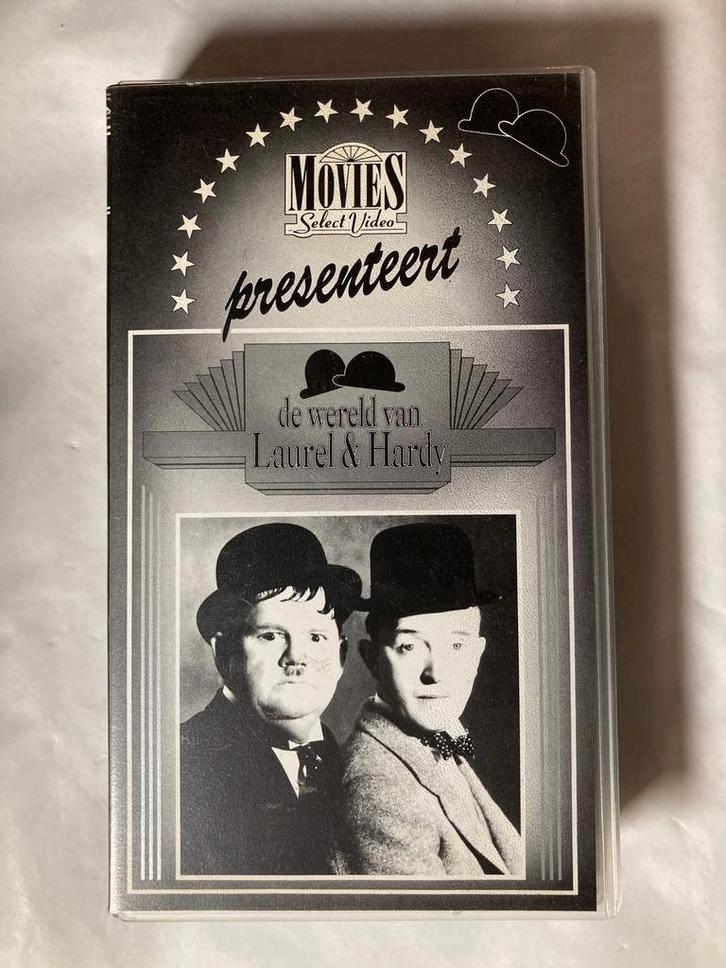 MOVIES
Select Video
presenteert
de wereld van
Laurel & Hardy